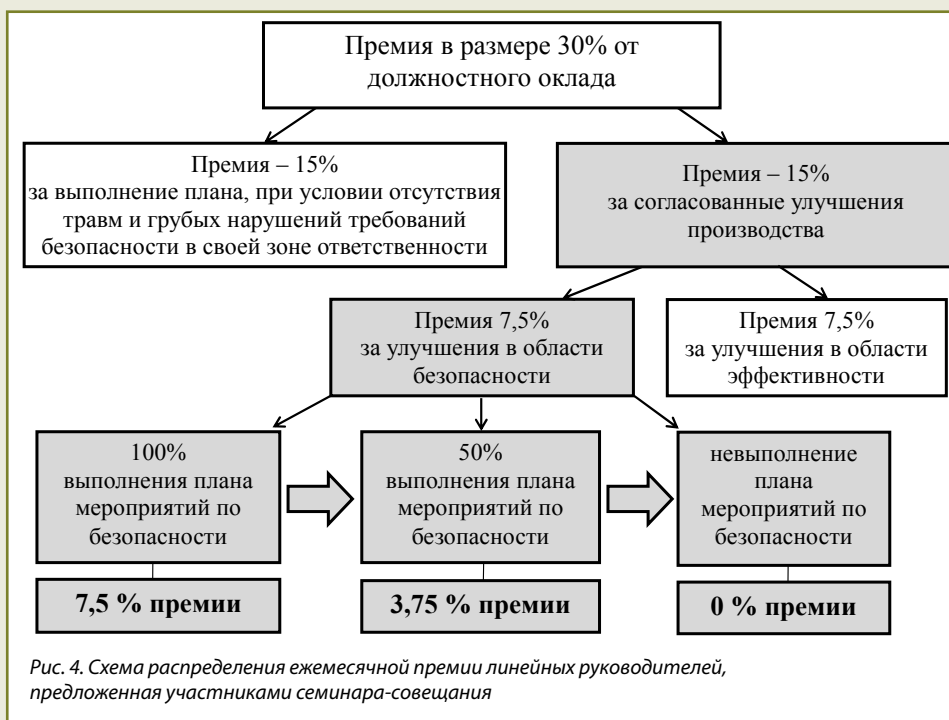 Премия в размере 30% от
должностного оклада
Премия – 15%
за выполнение плана, при условии отсутствия
травм и грубых нарушений требований
безопасности в своей зоне ответственности
Премия – 15%
за согласованные улучшения
производства
Премия 7,5%
за улучшения в области
безопасности
Премия 7,5%
за улучшения в области
эффективности
100%
выполнения плана
мероприятий по
безопасности
50%
выполнения плана
мероприятий по
безопасности
невыполнение
плана
мероприятий по
безопасности
7,5 % премии
3,75 % премии
0 % премии
Рис. 4. Схема распределения ежемесячной премии линейных руководителей,
предложенная участниками семинара-совещания